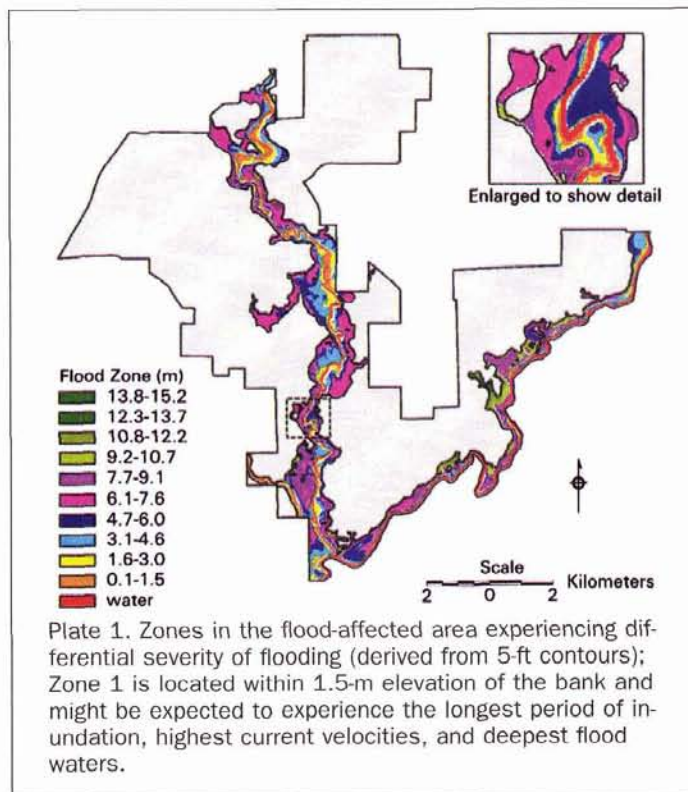 Enlarged to show detail
Flood Zone (m)
13.8-15.2
12.3-13.7
10.8-12.2
9.2-10.7
7.7-9.1
6.1-7.6
4.7-6.0
3.1-4.6
1.6-3.0
0.1-1.5
water
Scale
2 0 2 Kilometers
Plate 1. Zones in the flood-affected area experiencing dif-
ferential severity of flooding (derived from 5-ft contours);
Zone 1 is located within 1.5-m elevation of the bank and
might be expected to experience the longest period of in-
undation, highest current velocities, and deepest flood
waters.